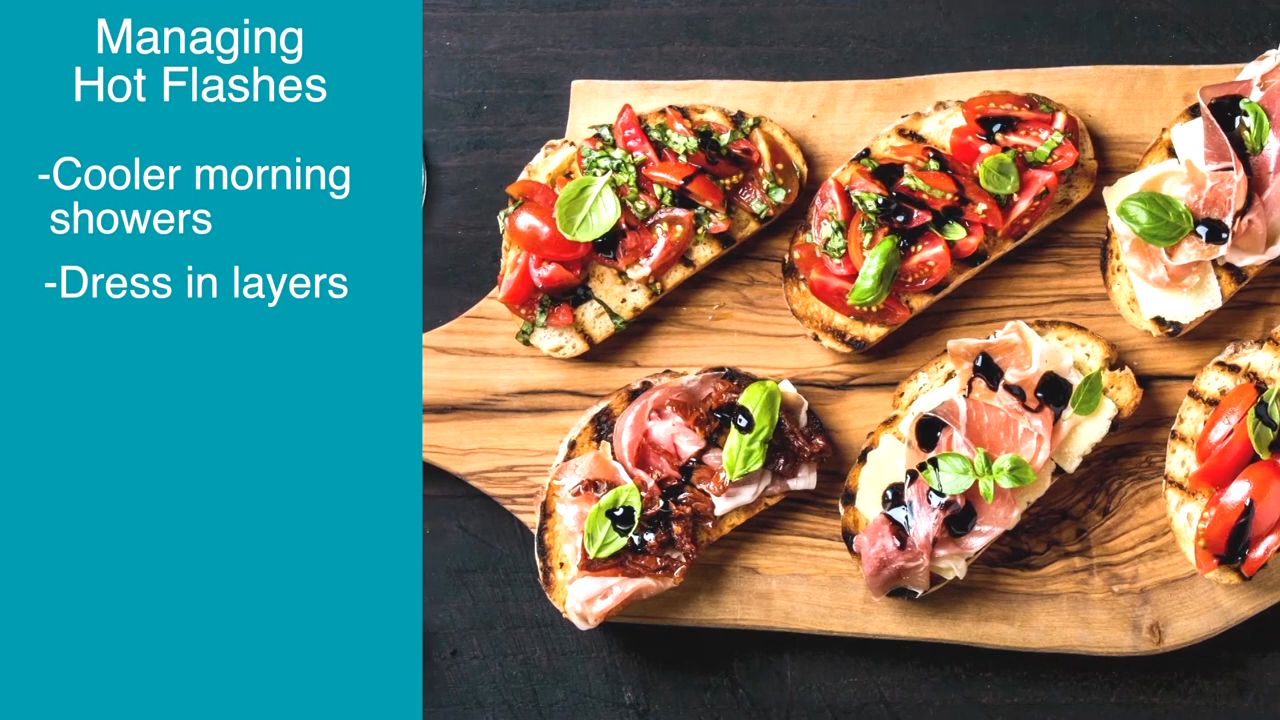 Managing
Hot Flashes
-Cooler morning
showers
-Dress in layers